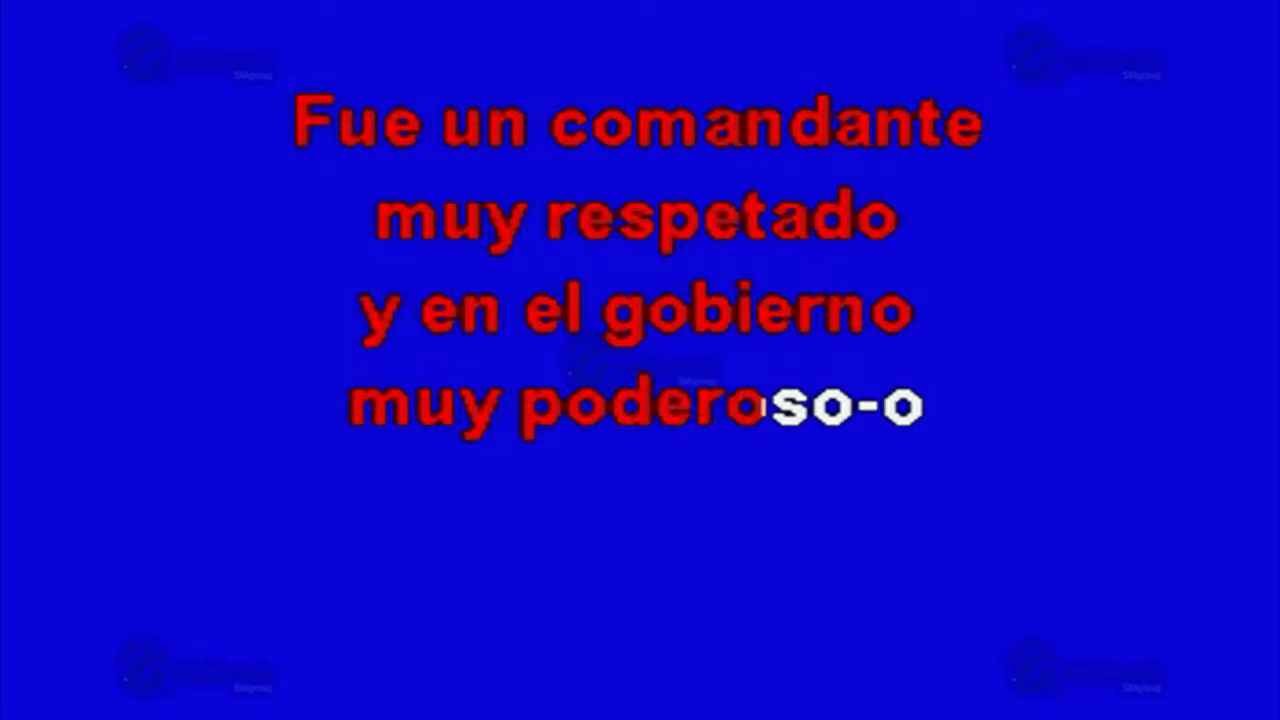 Fue un comandante
muy respetado
y en el gobierno
muy poderoso-o